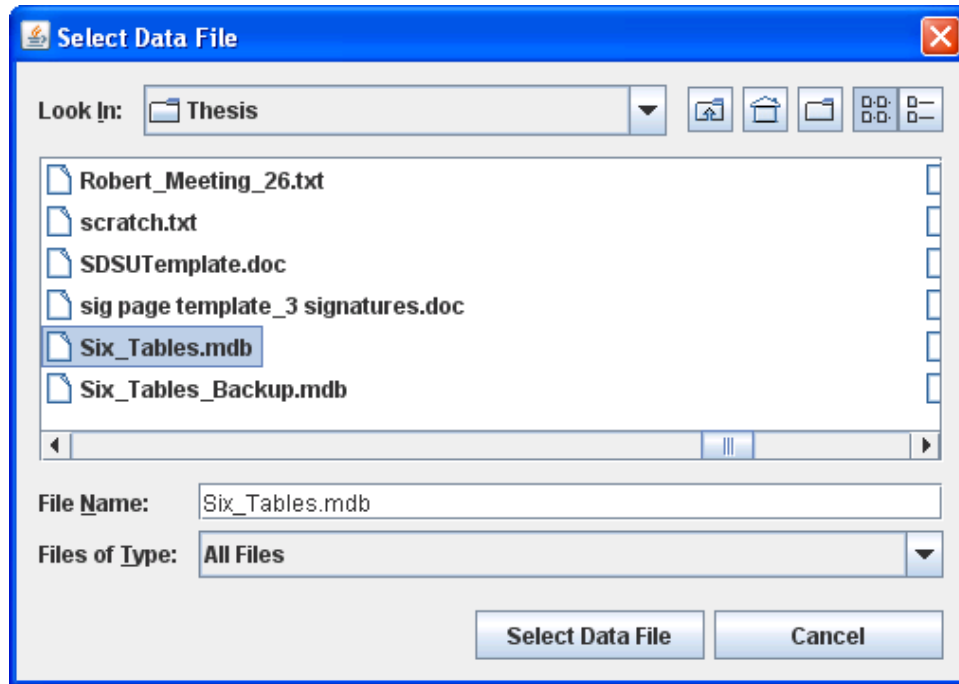 Select Data File
Look In: Thesis
Robert_Meeting_26.txt
scratch.txt
SDSUTemplate.doc
sig page template_3 signatures.doc
Six_Tables.mdb
Six_Tables_Backup.mdb
File Name: Six_Tables.mdb
Files of Type: All Files
Select Data File Cancel